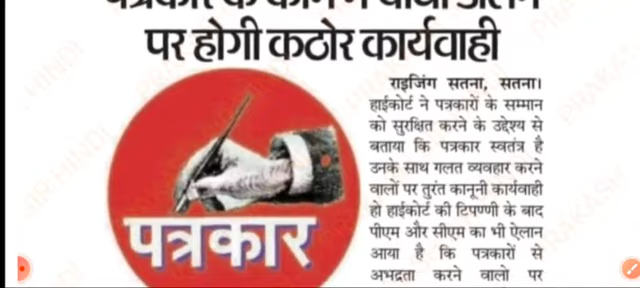 पर होगी कठोर कार्यवाही
राइजिंग सतना, सतना।
हाईकोर्ट ने पत्रकारों के सम्मान
को सुरक्षित करने के उद्देश्य से
बताया कि पत्रकार स्वतंत्र है
उनके साथ गलत व्यवहार करने
वालों पर तुरंत कानूनी कार्यवाही
हो हाईकोर्ट की टिपण्णी के बाद
पीएम और सीएम का भी ऐलान
आया है कि पत्रकारों से
अभद्रता करने वालो पर
पत्रकार